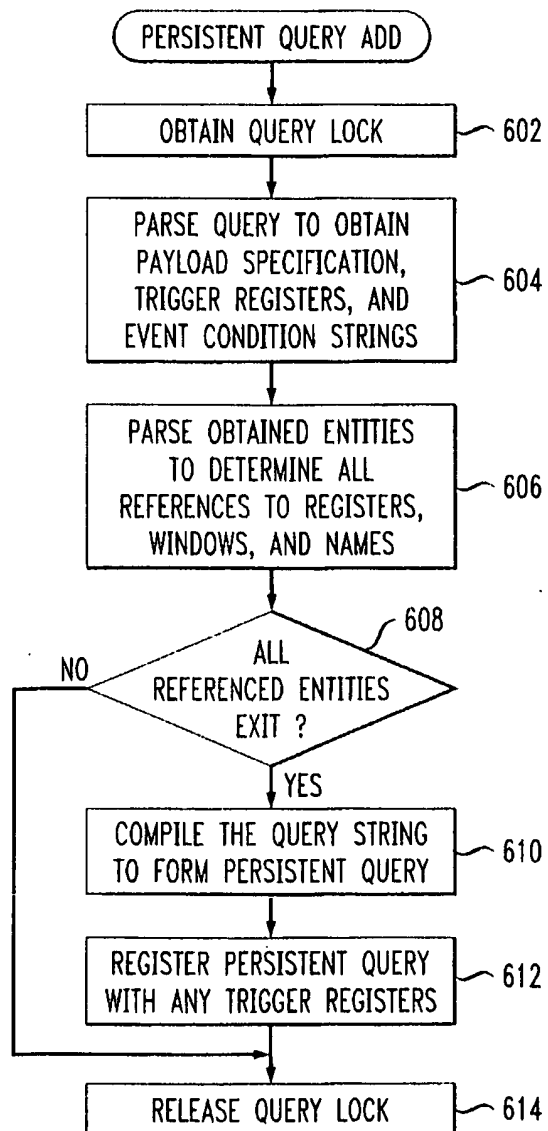 PERSISTENT QUERY ADD
OBTAIN QUERY LOCK
602
PARSE QUERY TO OBTAIN
PAYLOAD SPECIFICATION,
TRIGGER REGISTERS, AND
EVENT CONDITION STRINGS
604
PARSE OBTAINED ENTITIES
TO DETERMINE ALL
REFERENCES TO REGISTERS,
WINDOWS, AND NAMES
606
608
ALL
REFERENCED ENTITIES
EXIT ?
NO
YES
COMPILE THE QUERY STRING
TO FORM PERSISTENT QUERY
610
REGISTER PERSISTENT QUERY
WITH ANY TRIGGER REGISTERS
612
RELEASE QUERY LOCK
614